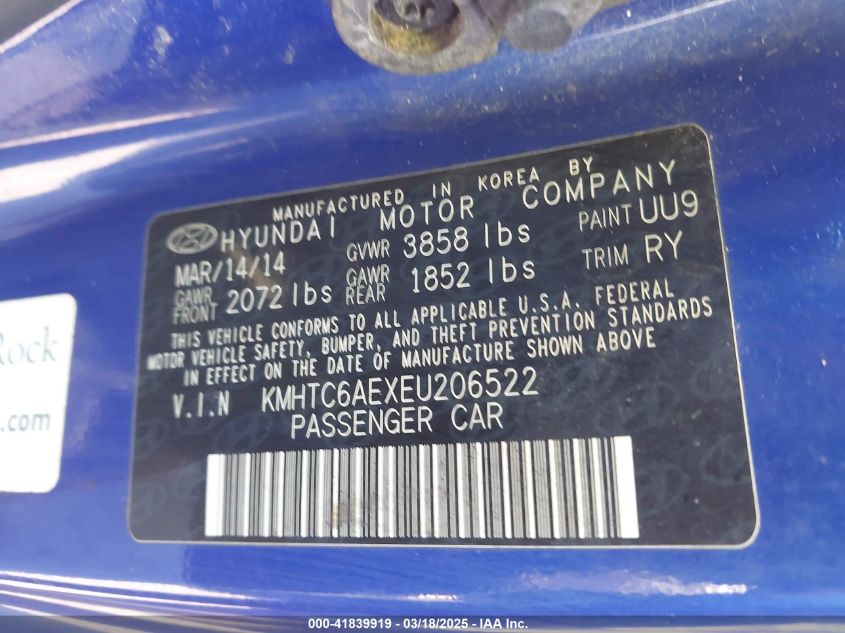 MANUFACTURED IN KOREA BY
HYUNDAI MOTOR COMPANY
MAR/14/14 GVWR 3858 lbs PAINT UU9
GAWR FRONT 2072 lbs GAWR REAR 1852 lbs TRIM RY
THIS VEHICLE CONFORMS TO ALL APPLICABLE U.S.A. FEDERAL
MOTOR VEHICLE SAFETY, BUMPER, AND THEFT PREVENTION STANDARDS
IN EFFECT ON THE DATE OF MANUFACTURE SHOWN ABOVE
V.I.N KMHTC6AEXEU206522
PASSENGER CAR
Rock
.com
000-41839919 - 03/18/2025 - IAA Inc.